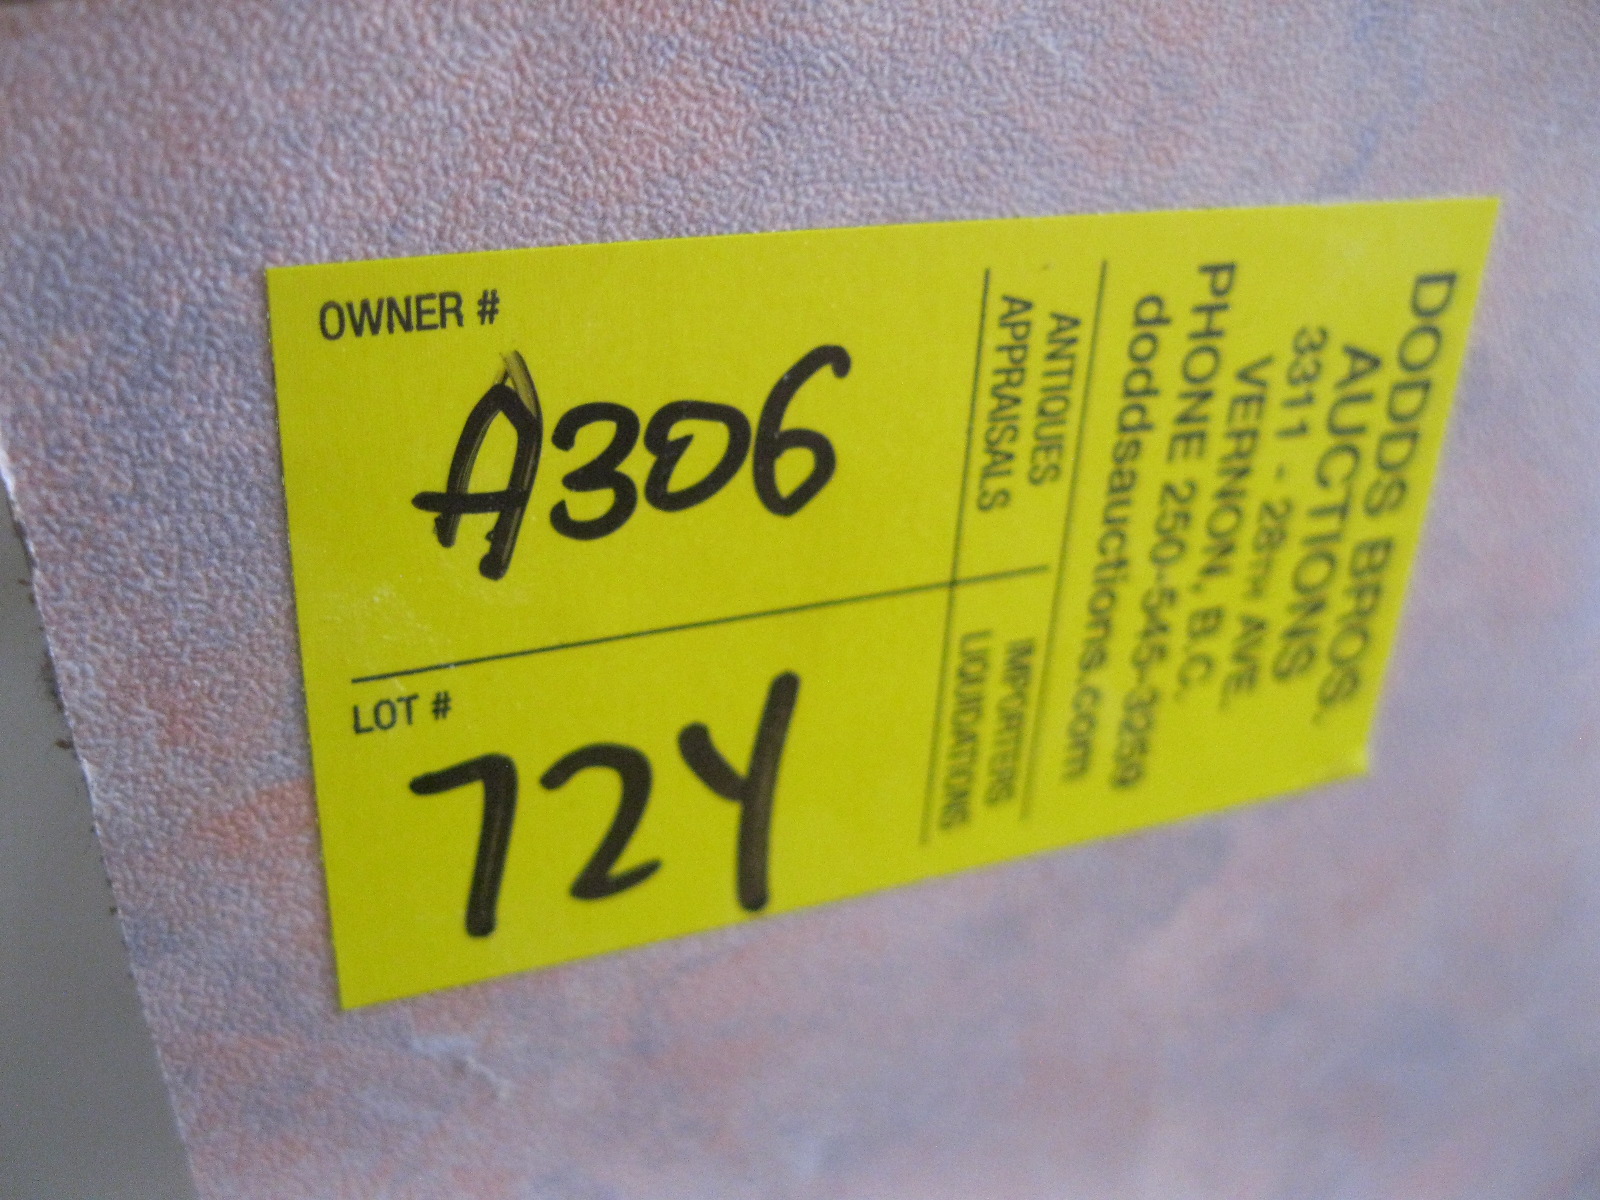 OWNER #
A306
LOT #
72Y
DODDS BROS.
AUCTIONS
3311 - 28TH AVE.
VERNON, B.C.
PHONE 250-545-3259
doddsauctions.com
ANTIQUES
APPRAISALS
IMPORTERS
LIQUIDATIONS